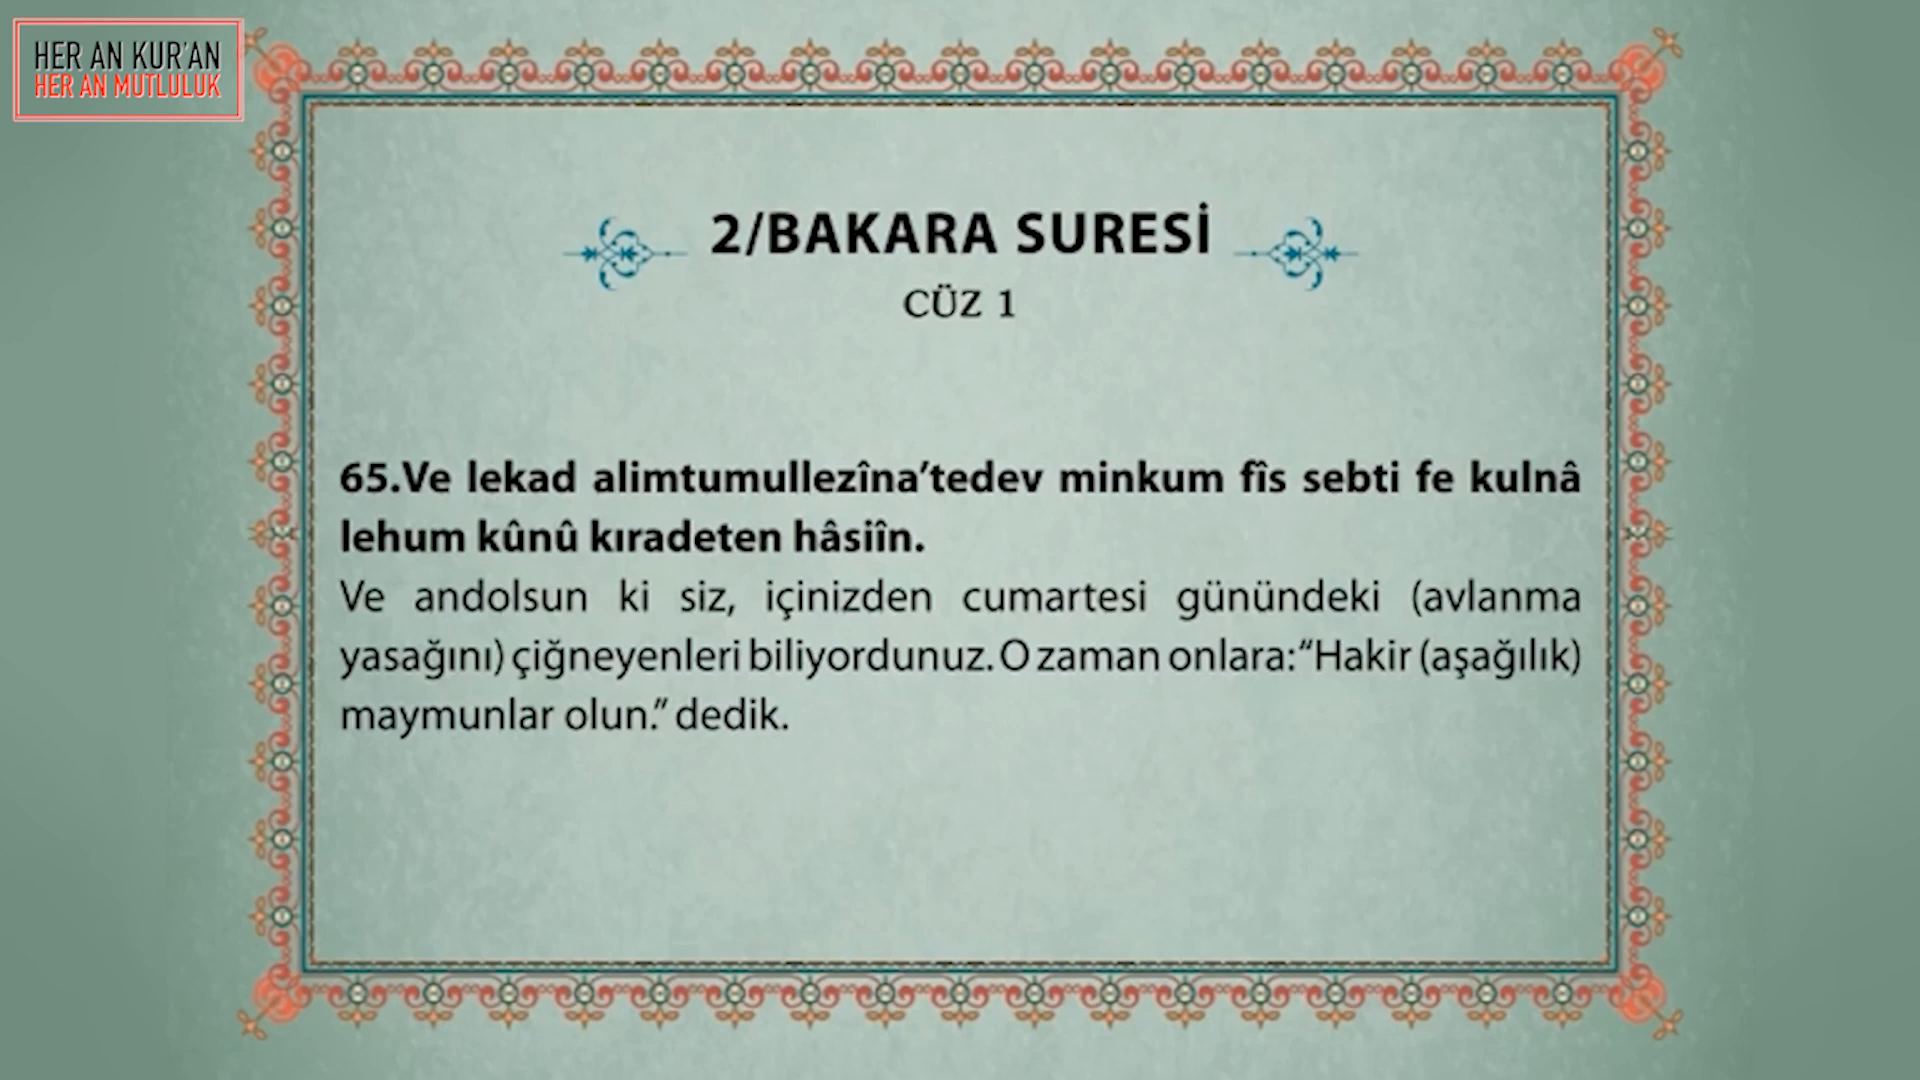 HER AN KUR'AN
HER AN MUTLULUK
2/BAKARA SURESİ
CÜZ 1
65.Ve lekad alimtumullezîna’tedev minkum fîs sebti fe kulnâ
lehum kûnû kıradeten hâsiîn.
Ve andolsun ki siz, içinizden cumartesi günündeki (avlanma
yasağını) çiğneyenleri biliyordunuz. O zaman onlara: “Hakir (aşağılık)
maymunlar olun.” dedik.